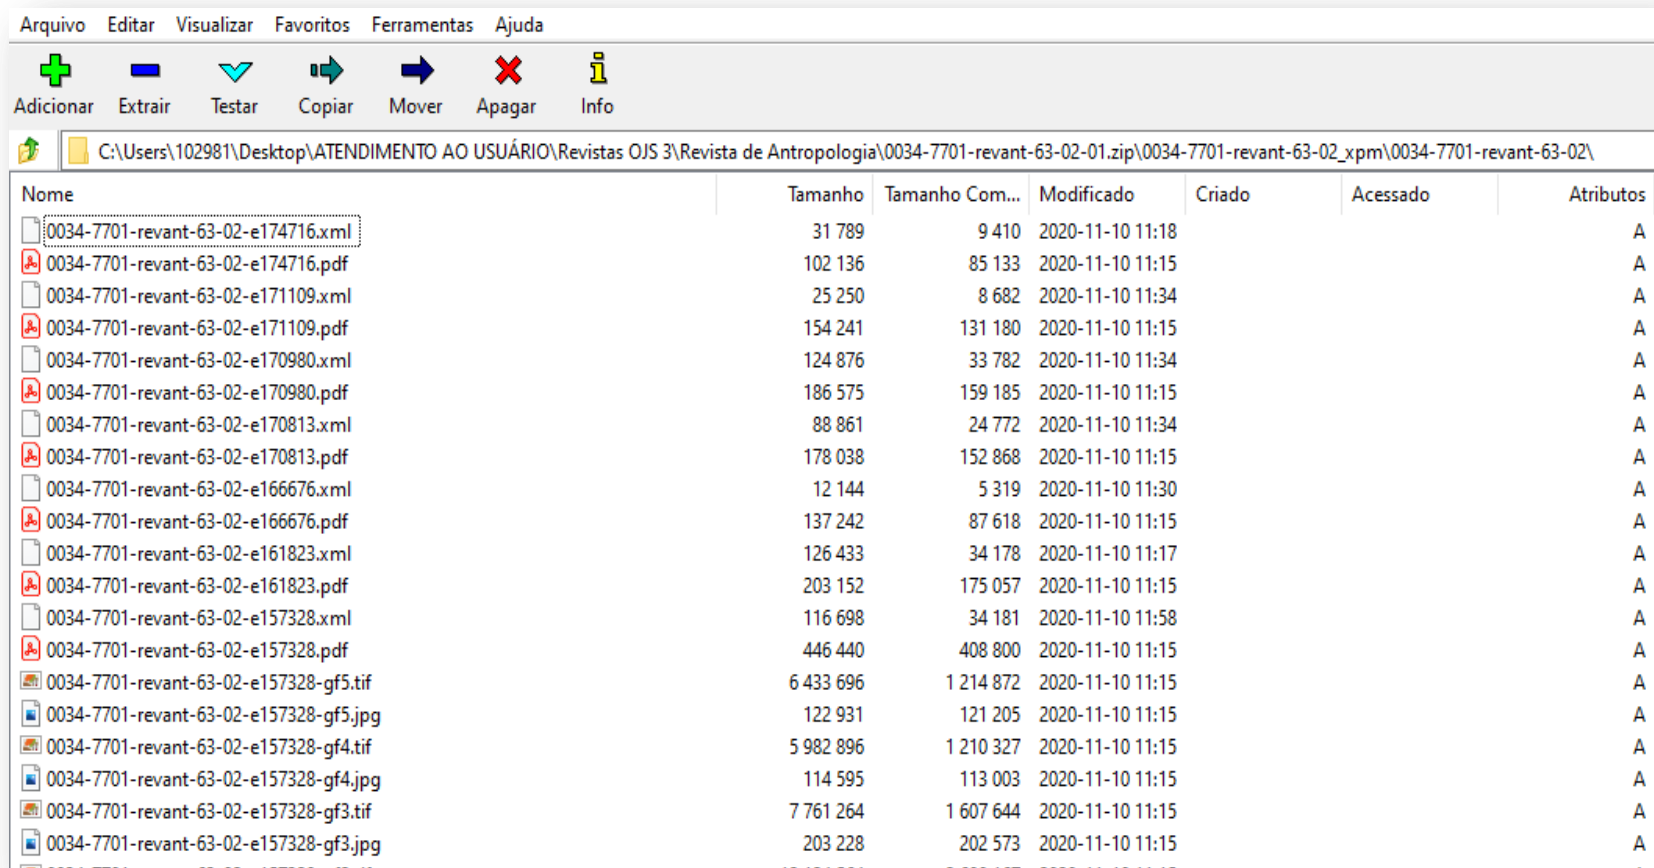 Arquivo Editar Visualizar Favoritos Ferramentas Ajuda
Adicionar Extrair Testar Copiar Mover Apagar Info
C:\Users\102981\Desktop\ATENDIMENTO AO USUÁRIO\Revistas OJS 3\Revista de Antropologia\0034-7701-revant-63-02-01.zip\0034-7701-revant-63-02_xpm\0034-7701-revant-63-02\
Nome Tamanho Tamanho Com... Modificado Criado Acessado Atributos
0034-7701-revant-63-02-e174716.xml 31 789 9 410 2020-11-10 11:18 A
0034-7701-revant-63-02-e174716.pdf 102 136 85 133 2020-11-10 11:15 A
0034-7701-revant-63-02-e171109.xml 25 250 8 682 2020-11-10 11:34 A
0034-7701-revant-63-02-e171109.pdf 154 241 131 180 2020-11-10 11:15 A
0034-7701-revant-63-02-e170980.xml 124 876 33 782 2020-11-10 11:34 A
0034-7701-revant-63-02-e170980.pdf 186 575 159 185 2020-11-10 11:15 A
0034-7701-revant-63-02-e170813.xml 88 861 24 772 2020-11-10 11:34 A
0034-7701-revant-63-02-e170813.pdf 178 038 152 868 2020-11-10 11:15 A
0034-7701-revant-63-02-e166676.xml 12 144 5 319 2020-11-10 11:30 A
0034-7701-revant-63-02-e166676.pdf 137 242 87 618 2020-11-10 11:15 A
0034-7701-revant-63-02-e161823.xml 126 433 34 178 2020-11-10 11:17 A
0034-7701-revant-63-02-e161823.pdf 203 152 175 057 2020-11-10 11:15 A
0034-7701-revant-63-02-e157328.xml 116 698 34 181 2020-11-10 11:58 A
0034-7701-revant-63-02-e157328.pdf 446 440 408 800 2020-11-10 11:15 A
0034-7701-revant-63-02-e157328-gf5.tif 6 433 696 1 214 872 2020-11-10 11:15 A
0034-7701-revant-63-02-e157328-gf5.jpg 122 931 121 205 2020-11-10 11:15 A
0034-7701-revant-63-02-e157328-gf4.tif 5 982 896 1 210 327 2020-11-10 11:15 A
0034-7701-revant-63-02-e157328-gf4.jpg 114 595 113 003 2020-11-10 11:15 A
0034-7701-revant-63-02-e157328-gf3.tif 7 761 264 1 607 644 2020-11-10 11:15 A
0034-7701-revant-63-02-e157328-gf3.jpg 203 228 202 573 2020-11-10 11:15 A